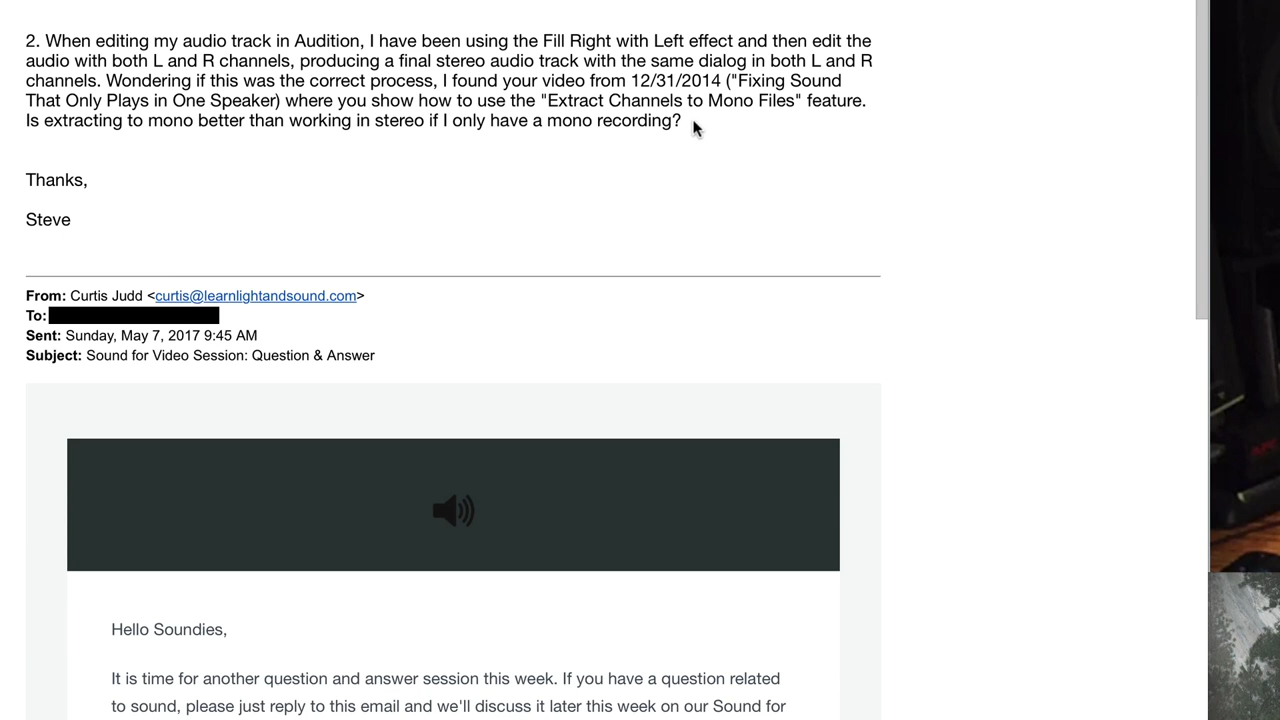 2. When editing my audio track in Audition, I have been using the Fill Right with Left effect and then edit the
audio with both L and R channels, producing a final stereo audio track with the same dialog in both L and R
channels. Wondering if this was the correct process, I found your video from 12/31/2014 ("Fixing Sound
That Only Plays in One Speaker) where you show how to use the "Extract Channels to Mono Files" feature.
Is extracting to mono better than working in stereo if I only have a mono recording?
Thanks,
Steve
From: Curtis Judd <curtis@learnlightandsound.com>
To:
Sent: Sunday, May 7, 2017 9:45 AM
Subject: Sound for Video Session: Question & Answer
Hello Soundies,
It is time for another question and answer session this week. If you have a question related
to sound, please just reply to this email and we'll discuss it later this week on our Sound for